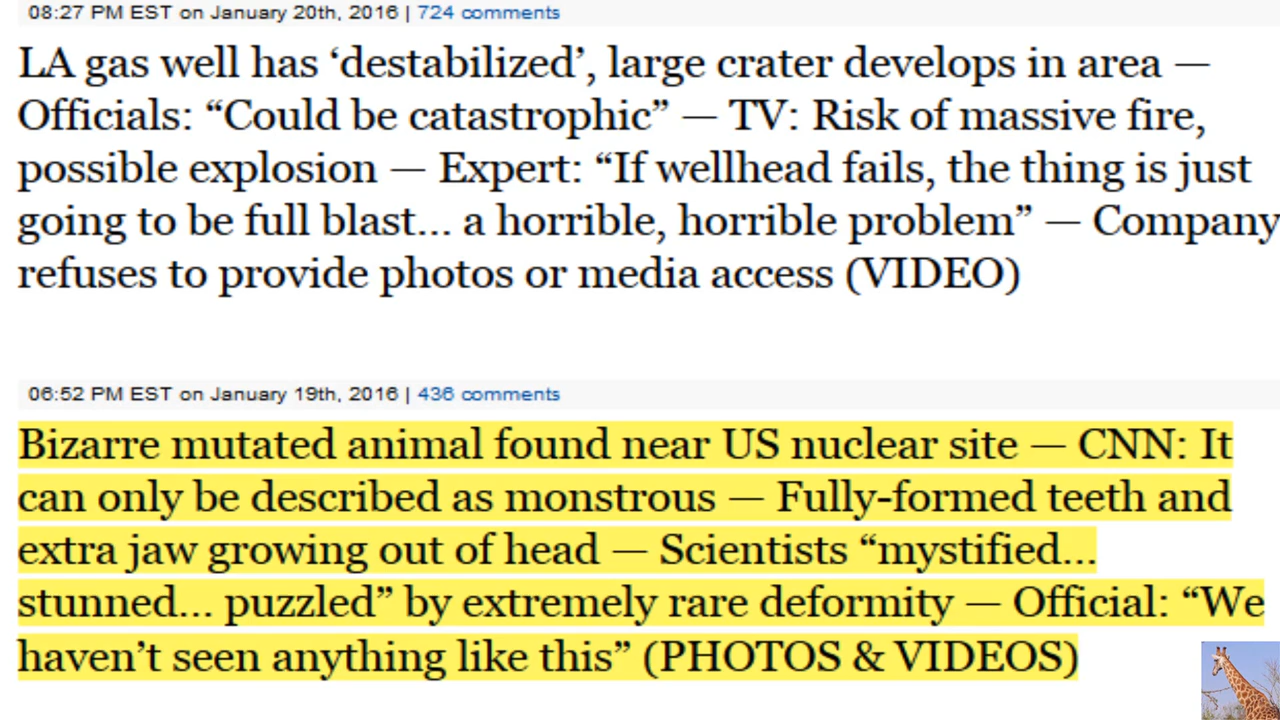 08:27 PM EST on January 20th, 2016 | 724 comments
LA gas well has ‘destabilized’, large crater develops in area —
Officials: “Could be catastrophic” — TV: Risk of massive fire,
possible explosion — Expert: “If wellhead fails, the thing is just
going to be full blast... a horrible, horrible problem” — Company
refuses to provide photos or media access (VIDEO)
06:52 PM EST on January 19th, 2016 | 436 comments
Bizarre mutated animal found near US nuclear site — CNN: It
can only be described as monstrous — Fully-formed teeth and
extra jaw growing out of head — Scientists “mystified...
stunned... puzzled” by extremely rare deformity — Official: “We
haven’t seen anything like this” (PHOTOS & VIDEOS)